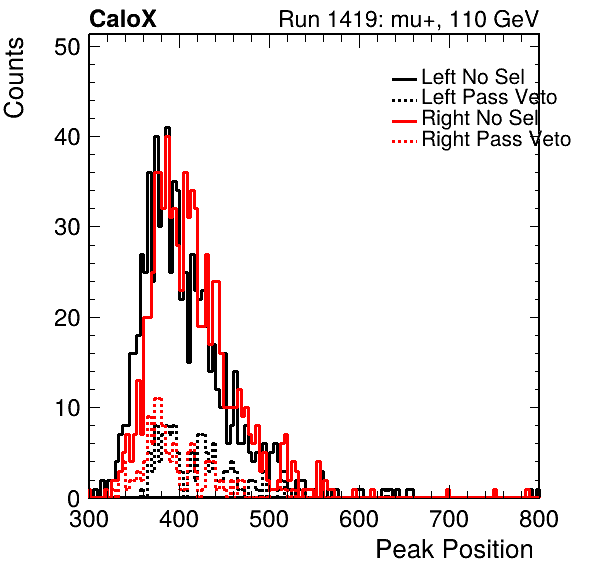 CaloX Run 1419: mu+, 110 GeV
Counts
50
40
30
20
10
0
Left No Sel
Left Pass Veto
Right No Sel
Right Pass Veto
300 400 500 600 700 800
Peak Position